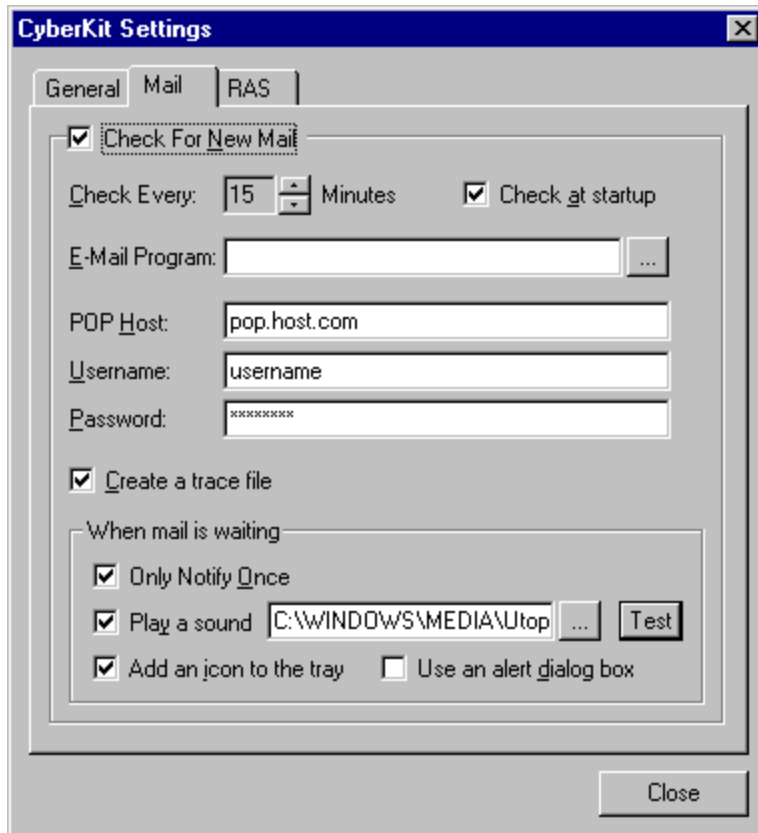 CyberKit Settings
General Mail RAS
Check For New Mail
Check Every: 15 Minutes Check at startup
E-Mail Program: ...
POP Host: pop.host.com
Username: username
Password: ********
Create a trace file
When mail is waiting
Only Notify Once
Play a sound C:\WINDOWS\MEDIA\Utop ... Test
Add an icon to the tray Use an alert dialog box
Close